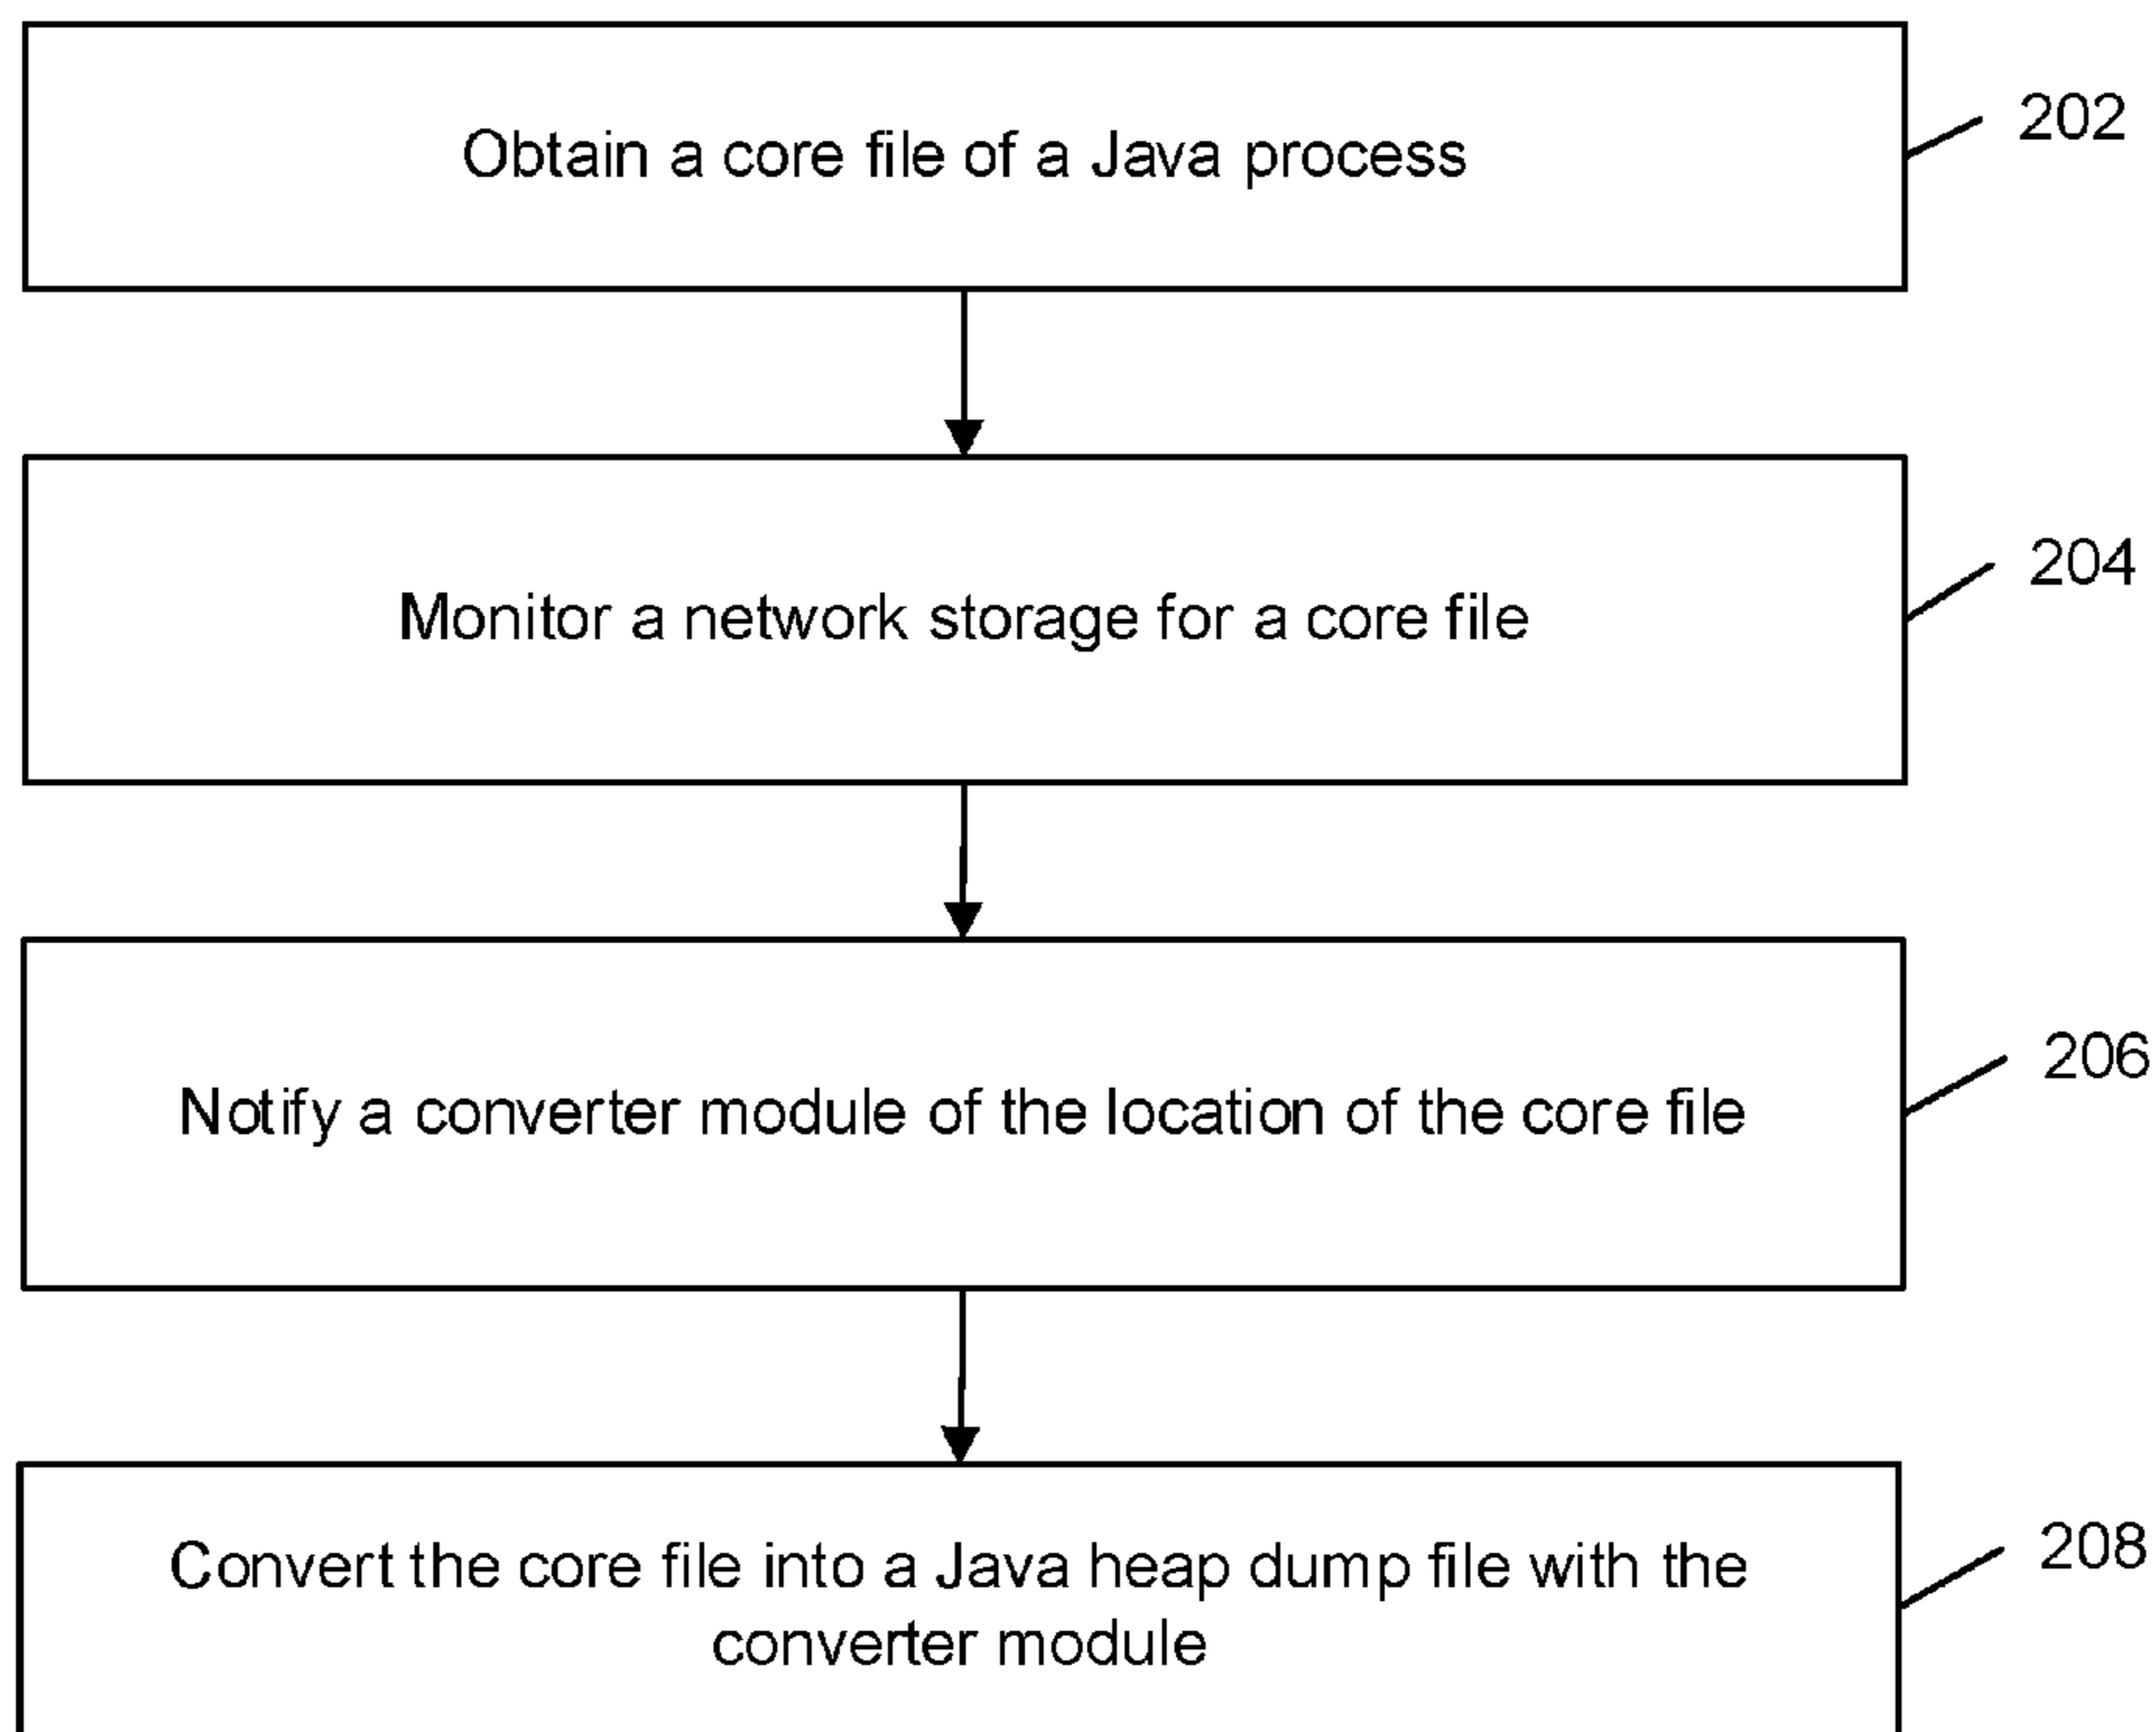 Obtain a core file of a Java process
202
Monitor a network storage for a core file
204
Notify a converter module of the location of the core file
206
Convert the core file into a Java heap dump file with the
converter module
208